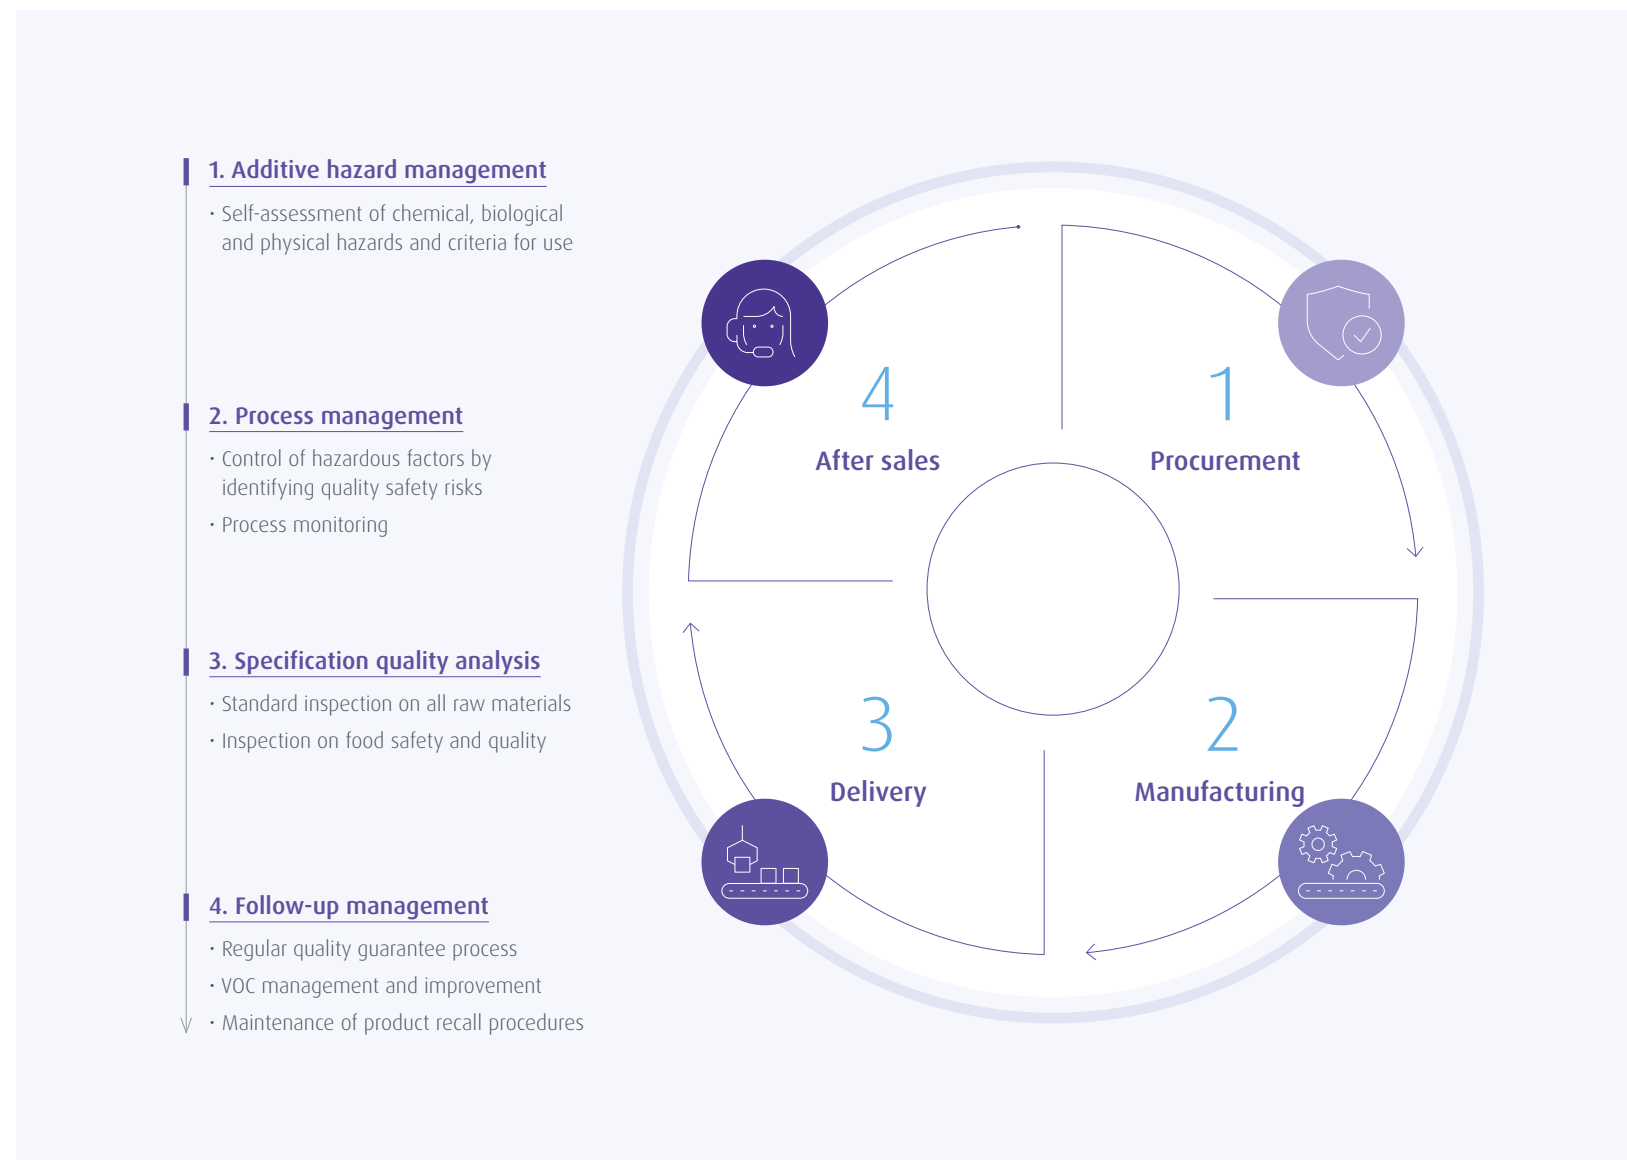 1. Additive hazard management
· Self-assessment of chemical, biological
and physical hazards and criteria for use
2. Process management
· Control of hazardous factors by
identifying quality safety risks
· Process monitoring
3. Specification quality analysis
· Standard inspection on all raw materials
· Inspection on food safety and quality
4. Follow-up management
· Regular quality guarantee process
· VOC management and improvement
· Maintenance of product recall procedures
1
Procurement
2
Manufacturing
3
Delivery
4
After sales